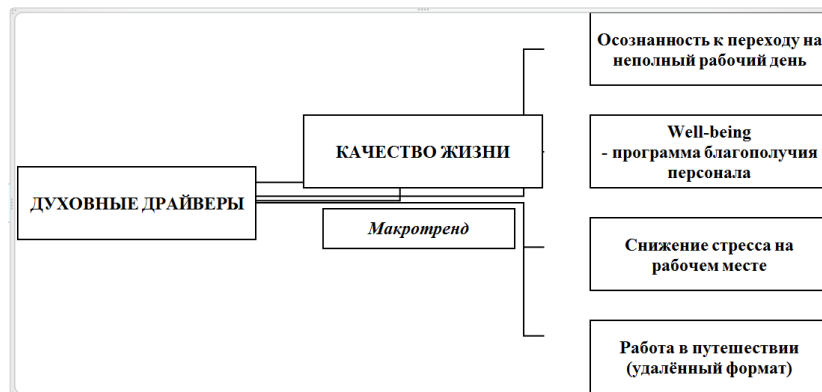 ДУХОВНЫЕ ДРАЙВЕРЫ
КАЧЕСТВО ЖИЗНИ
Макротренд
Осознанность к переходу на
неполный рабочий день
Well-being
- программа благополучия
персонала
Снижение стресса на
рабочем месте
Работа в путешествии
(удалённый формат)